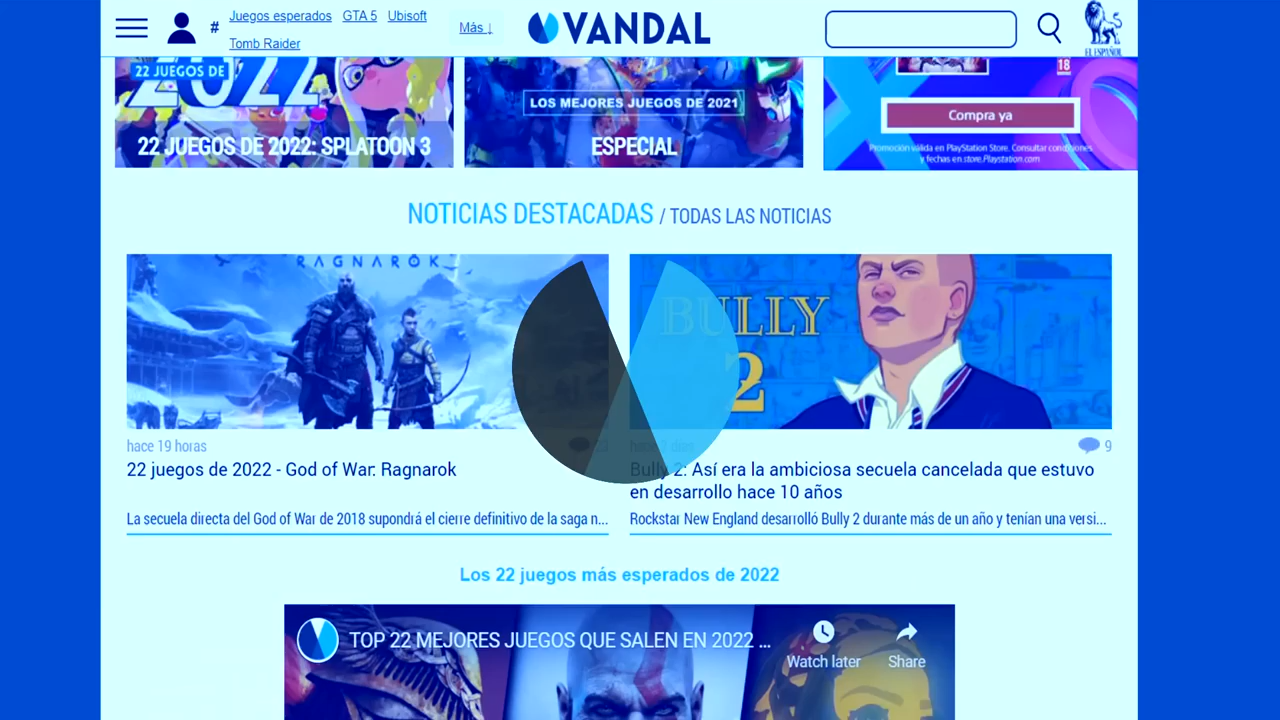 # Juegos esperados GTA 5 Ubisoft
Tomb Raider
Más ↓
VANDAL
EL ESPAÑOL
22 JUEGOS DE
2022
22 JUEGOS DE 2022: SPLATOON 3
LOS MEJORES JUEGOS DE 2021
ESPECIAL
18
Compra ya
Promoción válida en PlayStation Store. Consultar condiciones
y fechas en store.Playstation.com
NOTICIAS DESTACADAS / TODAS LAS NOTICIAS
RAGNARÖK
hace 19 horas
22 juegos de 2022 - God of War: Ragnarok
La secuela directa del God of War de 2018 supondrá el cierre definitivo de la saga n...
BULLY
2
9
Bully 2: Así era la ambiciosa secuela cancelada que estuvo
en desarrollo hace 10 años
Rockstar New England desarrolló Bully 2 durante más de un año y tenían una versi...
Los 22 juegos más esperados de 2022
TOP 22 MEJORES JUEGOS QUE SALEN EN 2022 ...
Watch later
Share